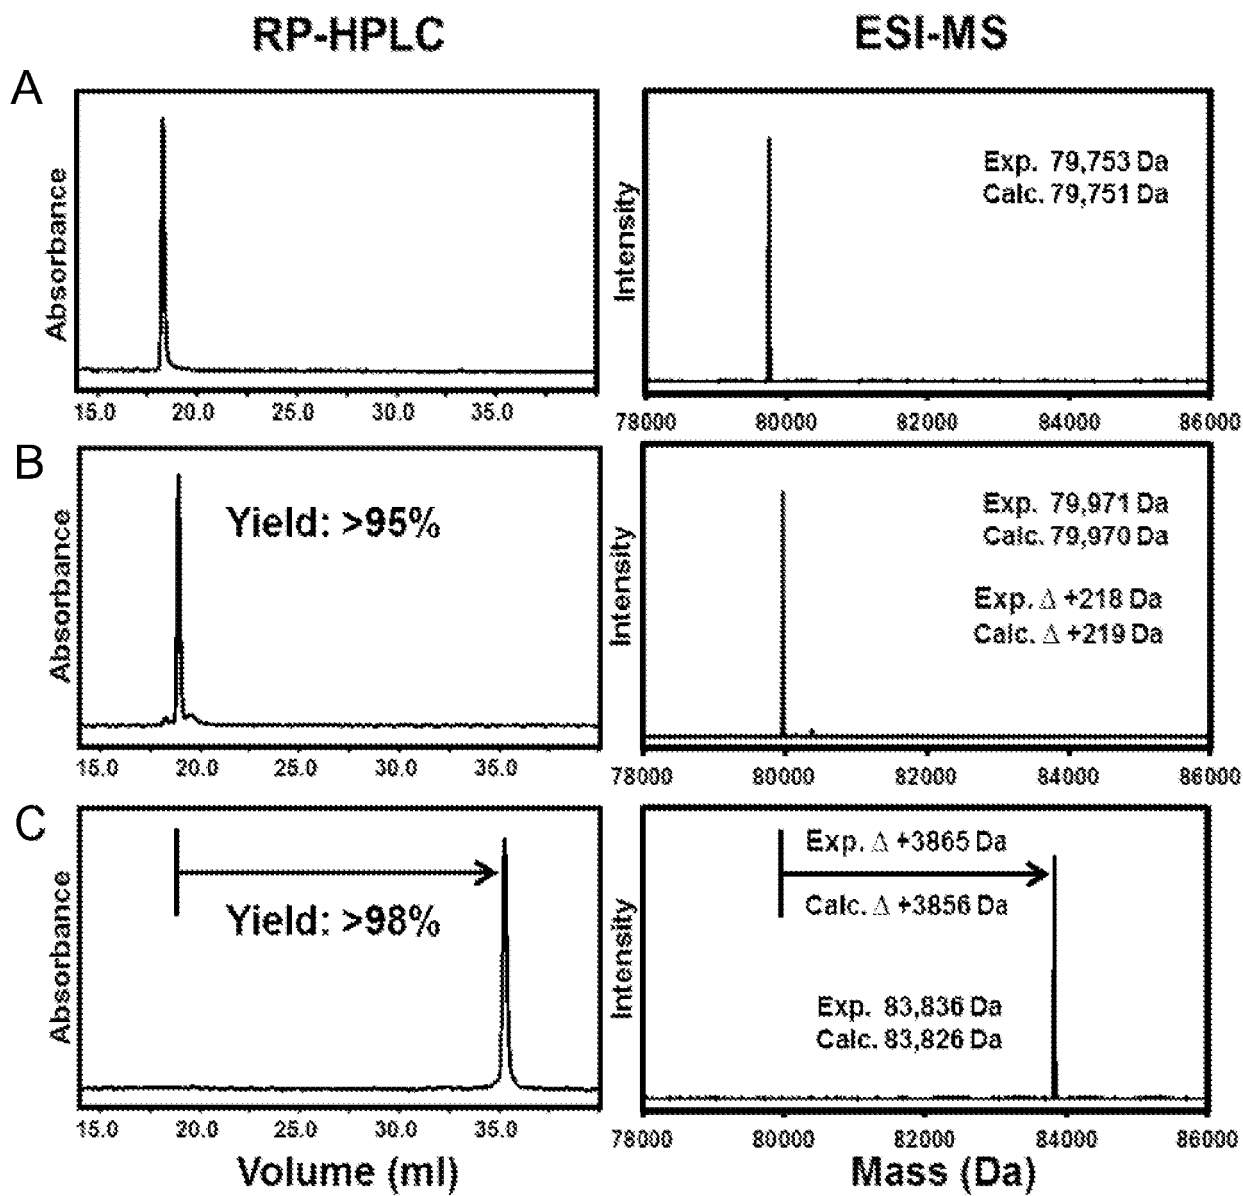 RP-HPLC
ESI-MS
A
Absorbance
15.0 20.0 25.0 30.0 35.0
Intensity
Exp. 79,753 Da
Calc. 79,751 Da
78000 80000 82000 84000 86000
B
Absorbance
Yield: >95%
15.0 20.0 25.0 30.0 35.0
Intensity
Exp. 79,971 Da
Calc. 79,970 Da
Exp. Δ +218 Da
Calc. Δ +219 Da
78000 80000 82000 84000 86000
C
Absorbance
Yield: >98%
15.0 20.0 25.0 30.0 35.0
Volume (ml)
Intensity
Exp. Δ +3865 Da
Calc. Δ +3856 Da
Exp. 83,836 Da
Calc. 83,826 Da
78000 80000 82000 84000 86000
Mass (Da)